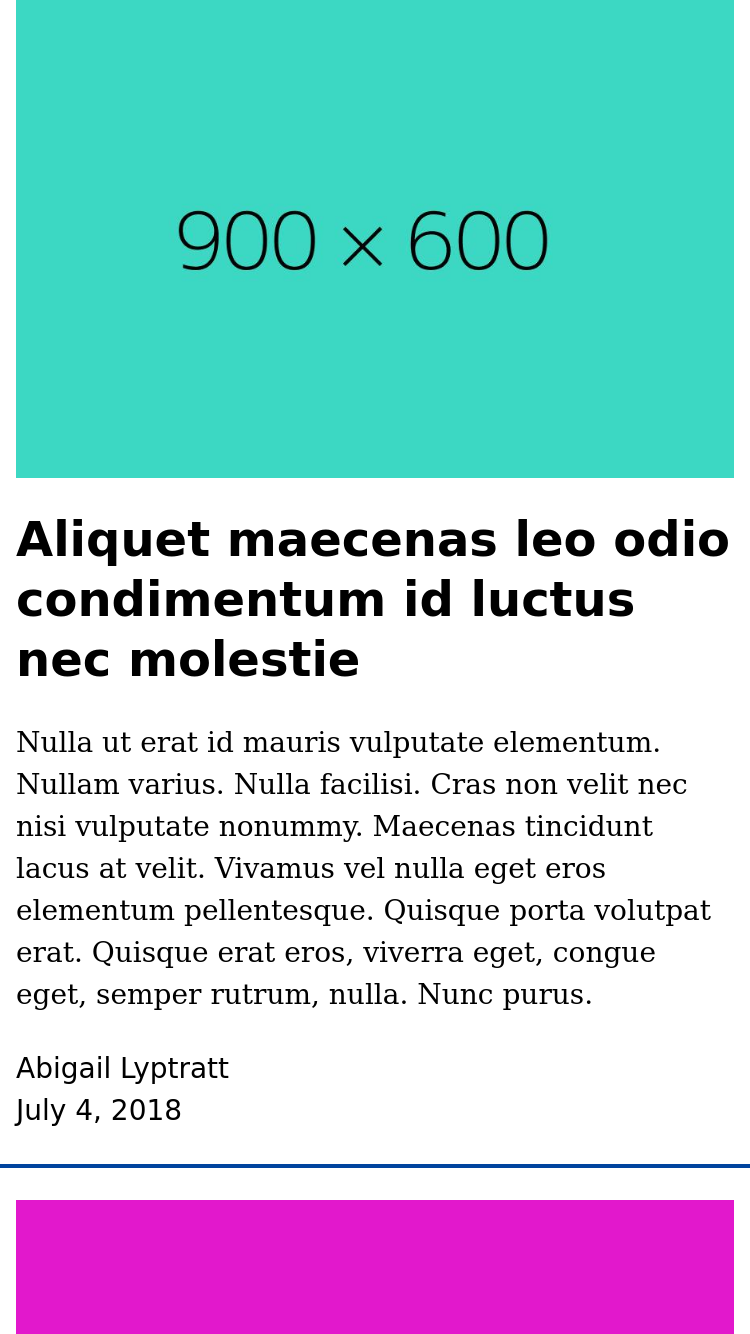 900 × 600
Aliquet maecenas leo odio
condimentum id luctus
nec molestie
Nulla ut erat id mauris vulputate elementum.
Nullam varius. Nulla facilisi. Cras non velit nec
nisi vulputate nonummy. Maecenas tincidunt
lacus at velit. Vivamus vel nulla eget eros
elementum pellentesque. Quisque porta volutpat
erat. Quisque erat eros, viverra eget, congue
eget, semper rutrum, nulla. Nunc purus.
Abigail Lyptratt
July 4, 2018